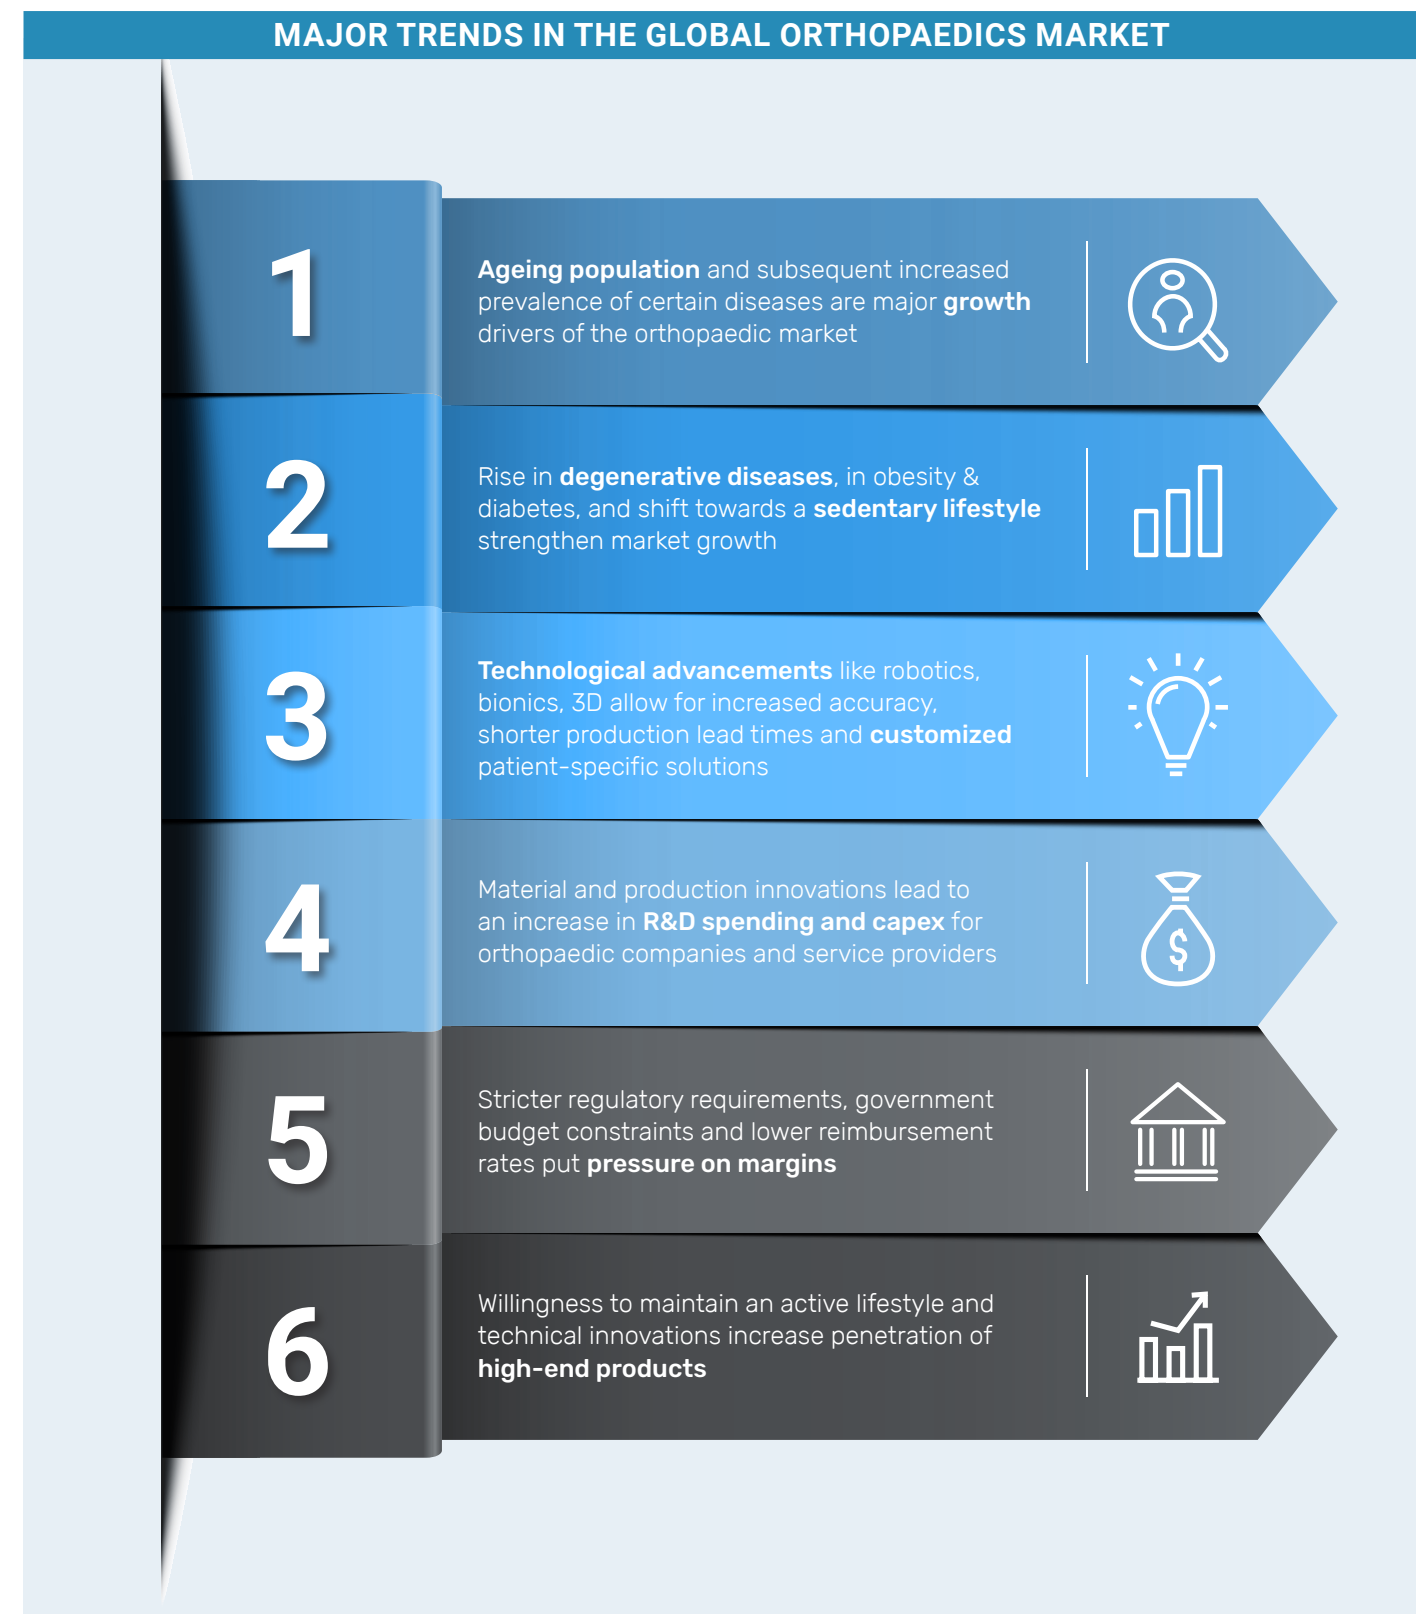 MAJOR TRENDS IN THE GLOBAL ORTHOPAEDICS MARKET
1
Ageing population and subsequent increased
prevalence of certain diseases are major growth
drivers of the orthopaedic market
2
Rise in degenerative diseases, in obesity &
diabetes, and shift towards a sedentary lifestyle
strengthen market growth
3
Technological advancements like robotics,
bionics, 3D allow for increased accuracy,
shorter production lead times and customized
patient-specific solutions
4
Material and production innovations lead to
an increase in R&D spending and capex for
orthopaedic companies and service providers
$
5
Stricter regulatory requirements, government
budget constraints and lower reimbursement
rates put pressure on margins
6
Willingness to maintain an active lifestyle and
technical innovations increase penetration of
high-end products